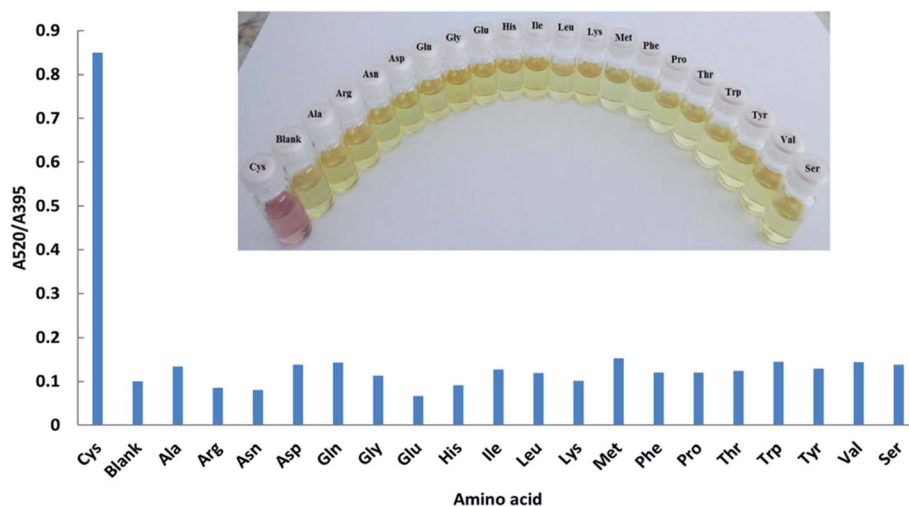 0.9
0.8
0.7
0.6
0.5
0.4
0.3
0.2
0.1
0
A520/A395
Cys
Blank
Ala
Arg
Asn
Asp
Gln
Gly
Glu
His
Ile
Leu
Lys
Met
Phe
Pro
Thr
Trp
Tyr
Val
Ser
Cys Blank Ala Arg Asn Asp Gln Gly Glu His Ile Leu Lys Met Phe Pro Thr Trp Tyr Val Ser
Amino acid